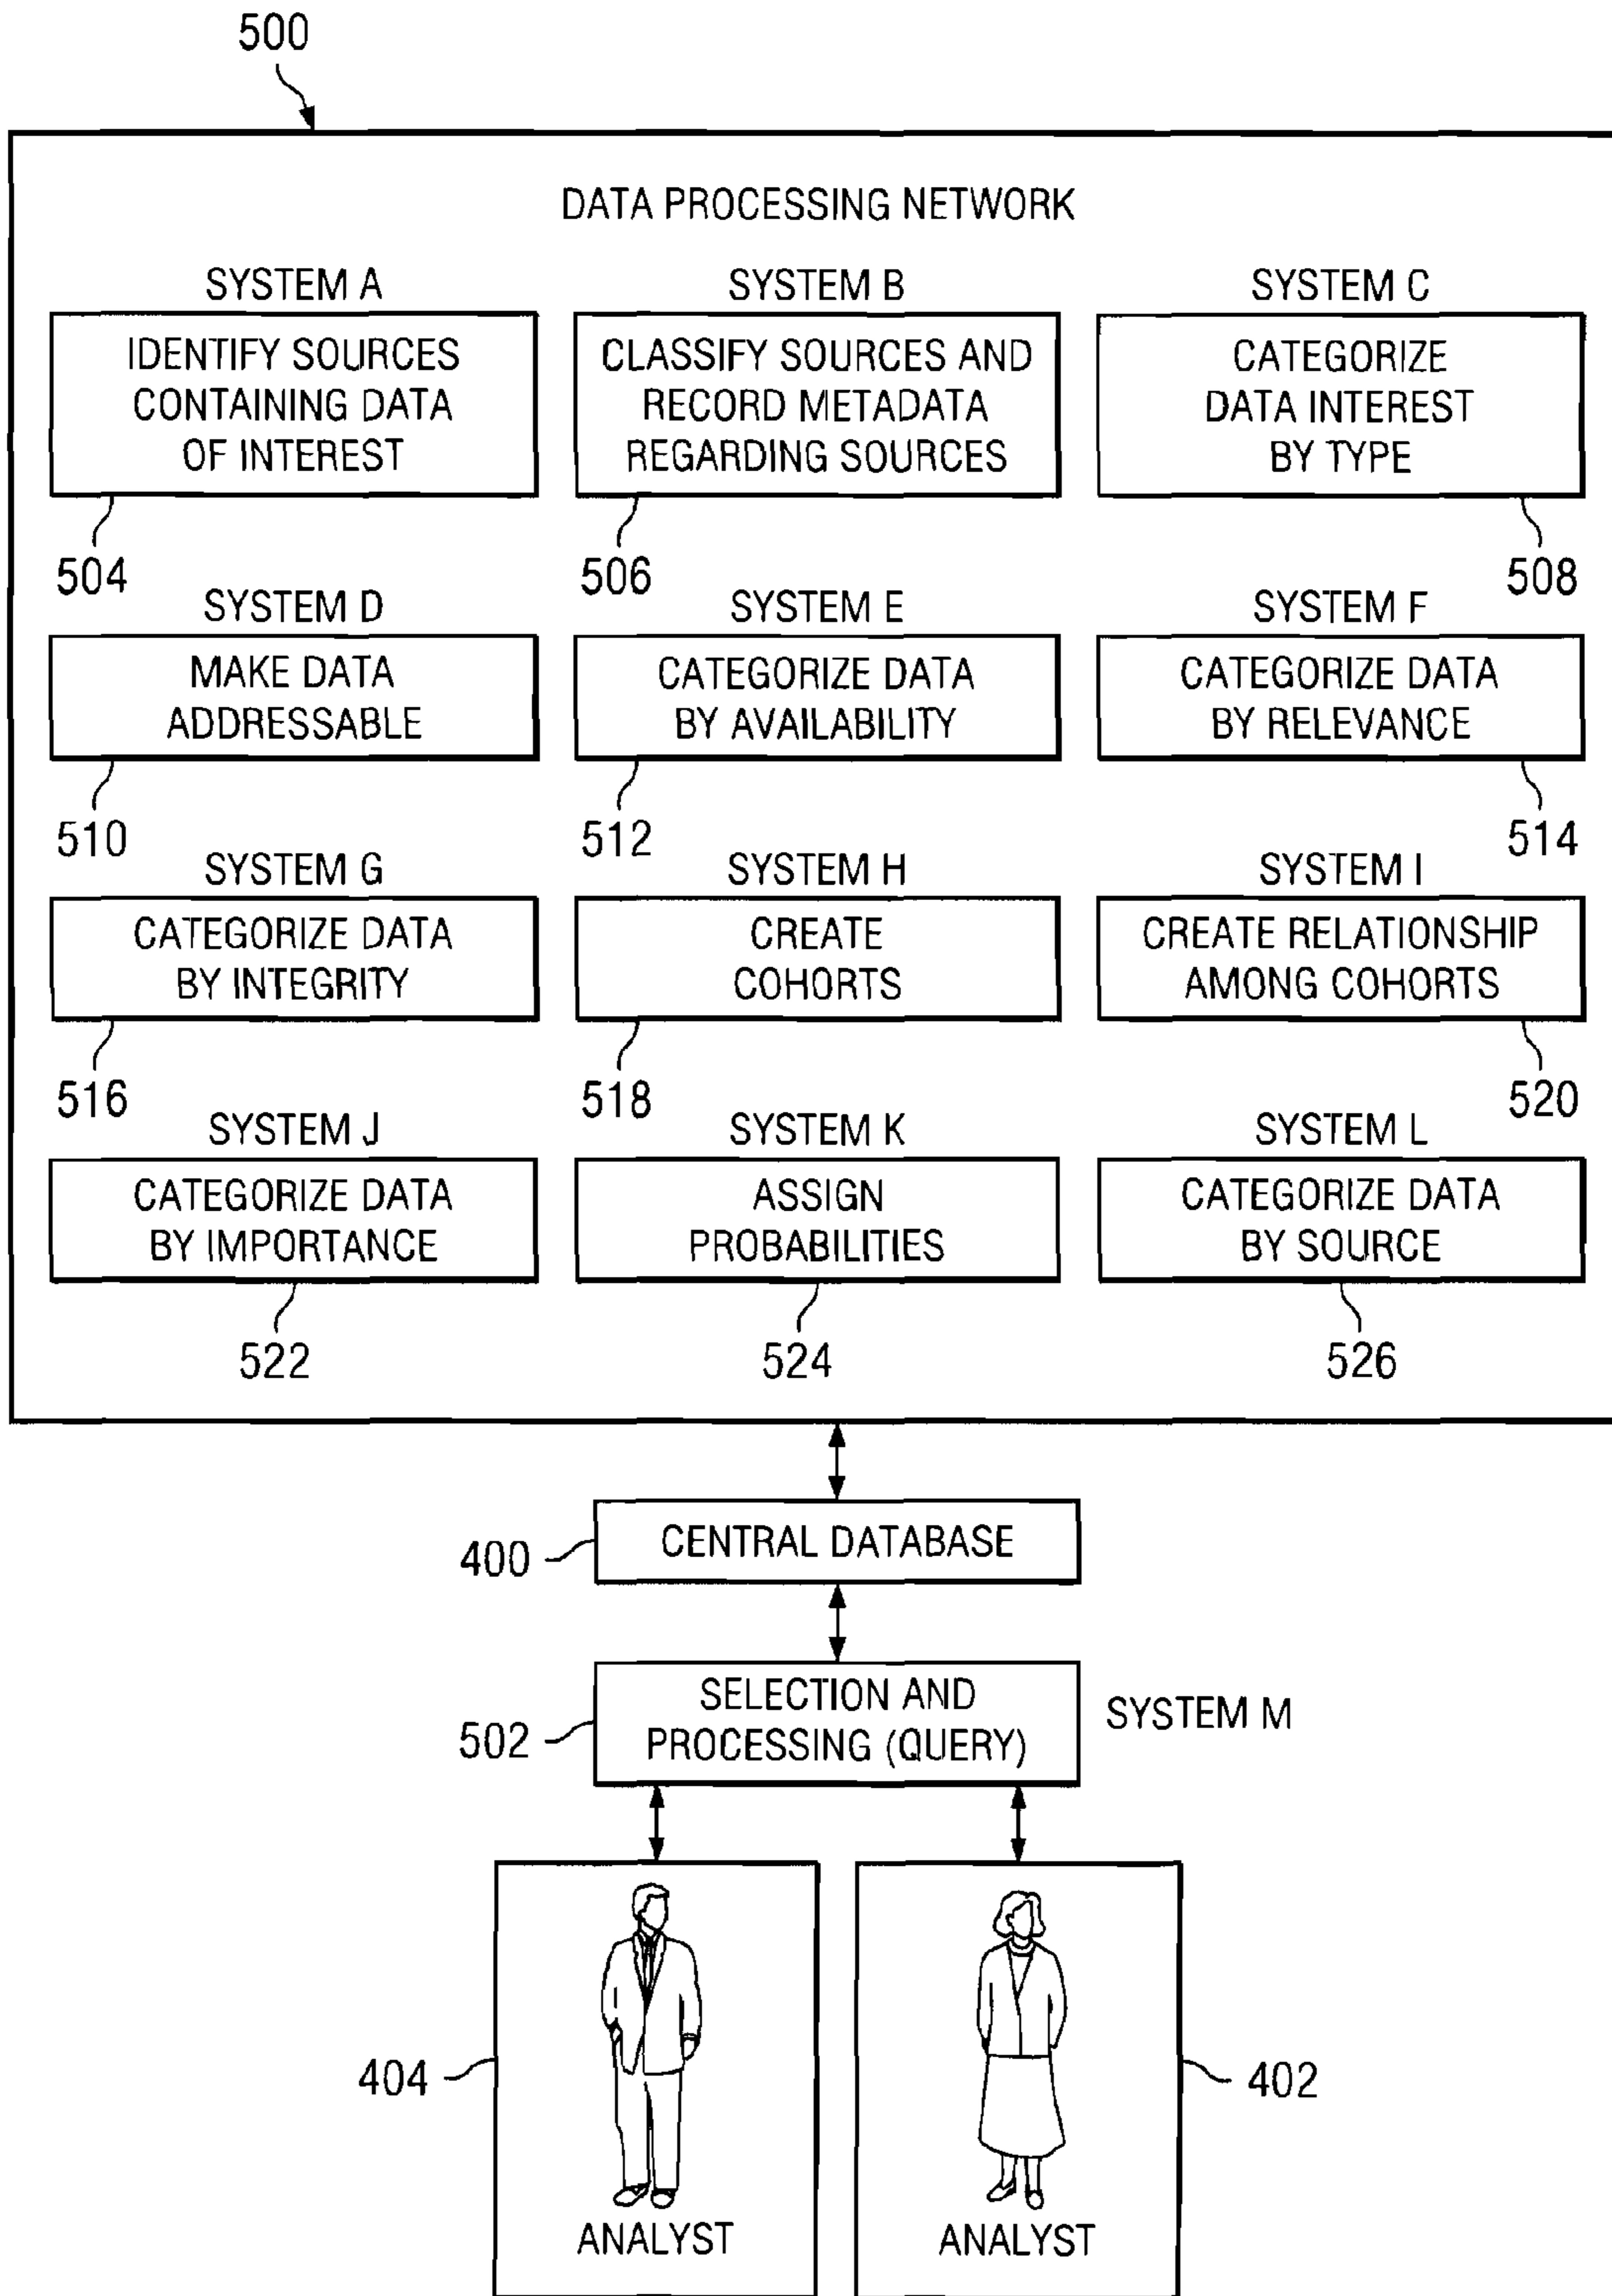 500
DATA PROCESSING NETWORK
SYSTEM A
IDENTIFY SOURCES
CONTAINING DATA
OF INTEREST
504
SYSTEM B
CLASSIFY SOURCES AND
RECORD METADATA
REGARDING SOURCES
506
SYSTEM C
CATEGORIZE
DATA INTEREST
BY TYPE
508
SYSTEM D
MAKE DATA
ADDRESSABLE
510
SYSTEM E
CATEGORIZE DATA
BY AVAILABILITY
512
SYSTEM F
CATEGORIZE DATA
BY RELEVANCE
514
SYSTEM G
CATEGORIZE DATA
BY INTEGRITY
516
SYSTEM H
CREATE
COHORTS
518
SYSTEM I
CREATE RELATIONSHIP
AMONG COHORTS
520
SYSTEM J
CATEGORIZE DATA
BY IMPORTANCE
522
SYSTEM K
ASSIGN
PROBABILITIES
524
SYSTEM L
CATEGORIZE DATA
BY SOURCE
526
400
CENTRAL DATABASE
502
SELECTION AND
PROCESSING (QUERY)
SYSTEM M
404
ANALYST
402
ANALYST